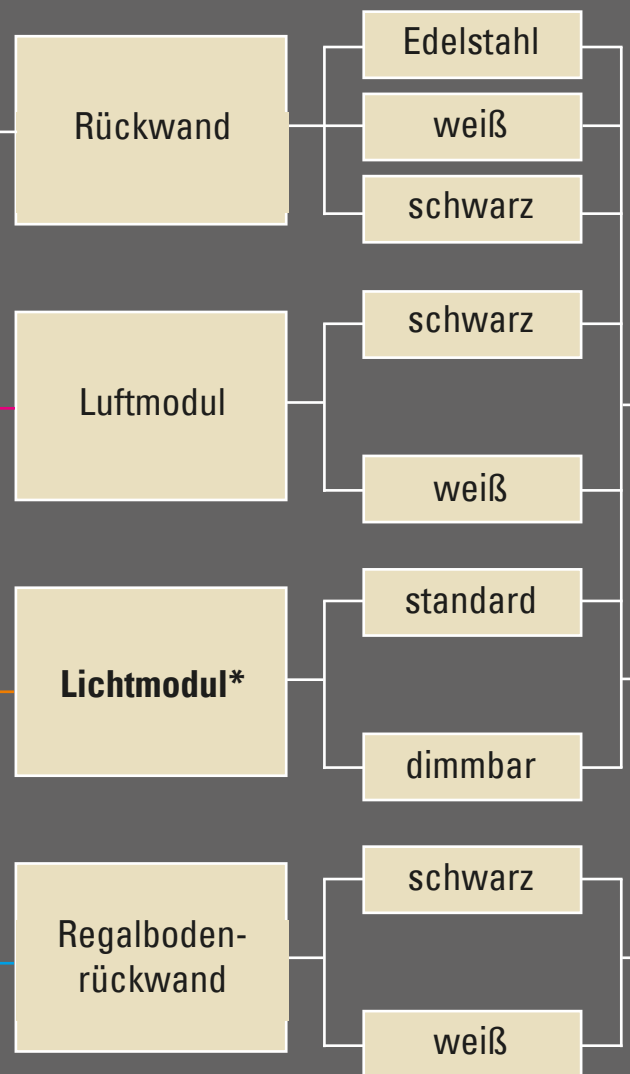 Rückwand
Edelstahl
weiß
schwarz
Luftmodul
schwarz
weiß
Lichtmodul*
standard
dimmbar
Regalboden-
rückwand
schwarz
weiß